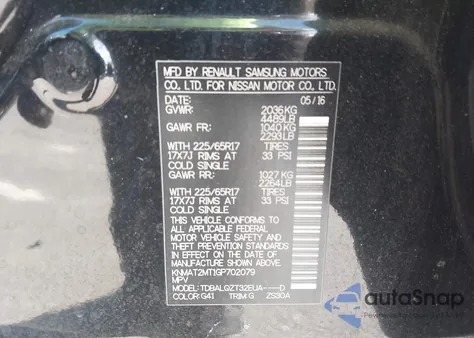 MFD BY RENAULT SAMSUNG MOTORS
CO. LTD. FOR NISSAN MOTOR CO. LTD.
DATE: 05/16
GVWR: 2036KG
4489LB
GAWR FR: 1040KG
2293LB
WITH 225/65R17 TIRES
17X7J RIMS AT 33 PSI
COLD SINGLE
GAWR RR: 1027KG
2264LB
WITH 225/65R17 TIRES
17X7J RIMS AT 33 PSI
COLD SINGLE
THIS VEHICLE CONFORMS TO
ALL APPLICABLE FEDERAL
MOTOR VEHICLE SAFETY AND
THEFT PREVENTION STANDARDS
IN EFFECT ON THE DATE OF
MANUFACTURE SHOWN ABOVE.
KNMAT2MT1GP702079
MPV
MODEL: TDBALQZT32EUA----D
COLOR: G41 TRIM: G ZS30A
autoSnap